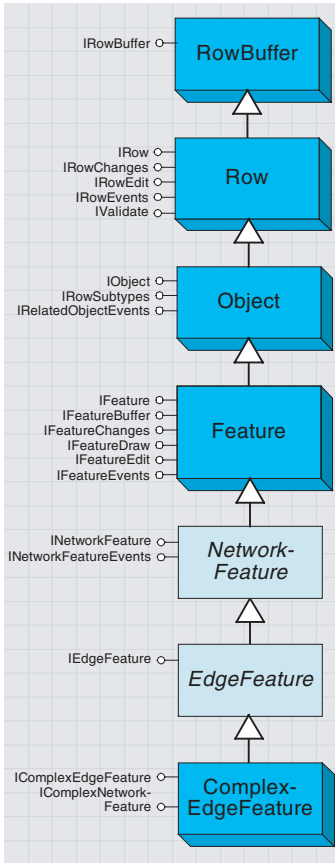 IRowBuffer
RowBuffer
IRow
IRowChanges
IRowEdit
IRowEvents
IValidate
Row
IObject
IRowSubtypes
IRelatedObjectEvents
Object
IFeature
IFeatureBuffer
IFeatureChanges
IFeatureDraw
IFeatureEdit
IFeatureEvents
Feature
INetworkFeature
INetworkFeatureEvents
Network-
Feature
IEdgeFeature
EdgeFeature
IComplexEdgeFeature
IComplexNetwork-
Feature
Complex-
EdgeFeature